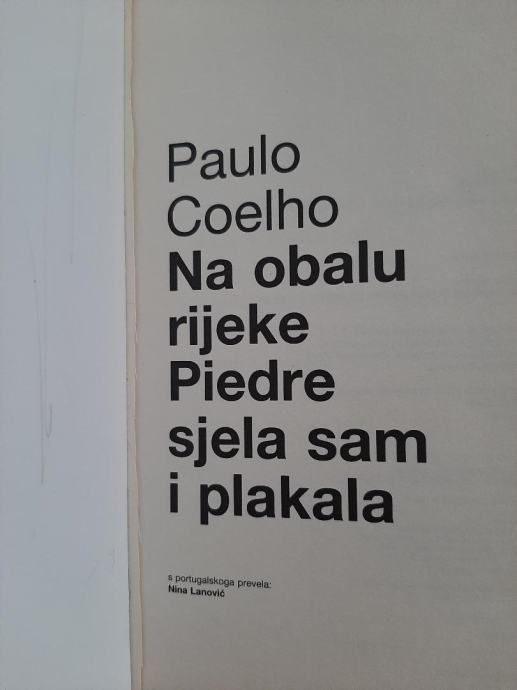 Paulo
Coelho
Na obalu
rijeke
Piedre
sjela sam
i plakala
s portugalskoga prevela:
Nina Lanović